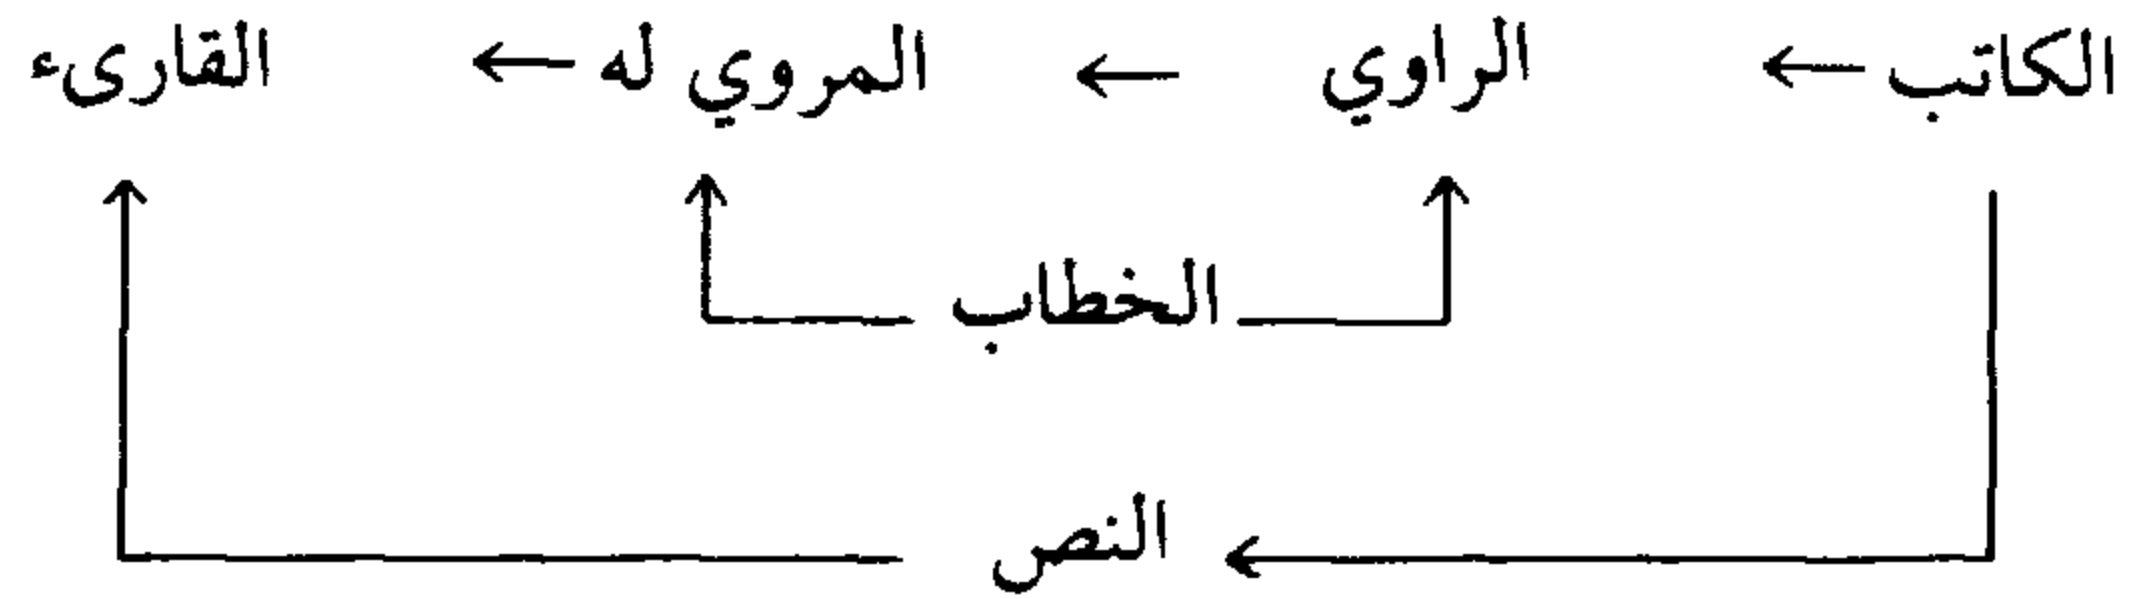 الكاتب ← الراوي ← المروي له ← القارىء
الخطاب
النص